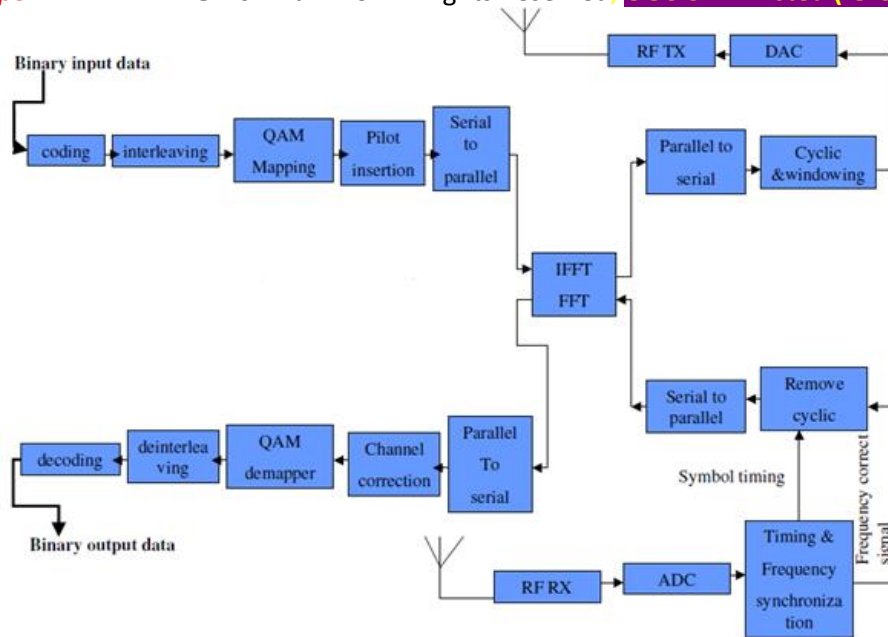 RF TX
DAC
Binary input data
coding
interleaving
QAM
Mapping
Pilot
insertion
Serial
to
parallel
Parallel to
serial
Cyclic
&windowing
IFFT
FFT
Remove
cyclic
Serial to
parallel
Parallel
To
serial
Channel
correction
QAM
demapper
deinterlea
ving
decoding
Symbol timing
Frequency correct
signal
Binary output data
RF RX
ADC
Timing &
Frequency
synchroniza
tion